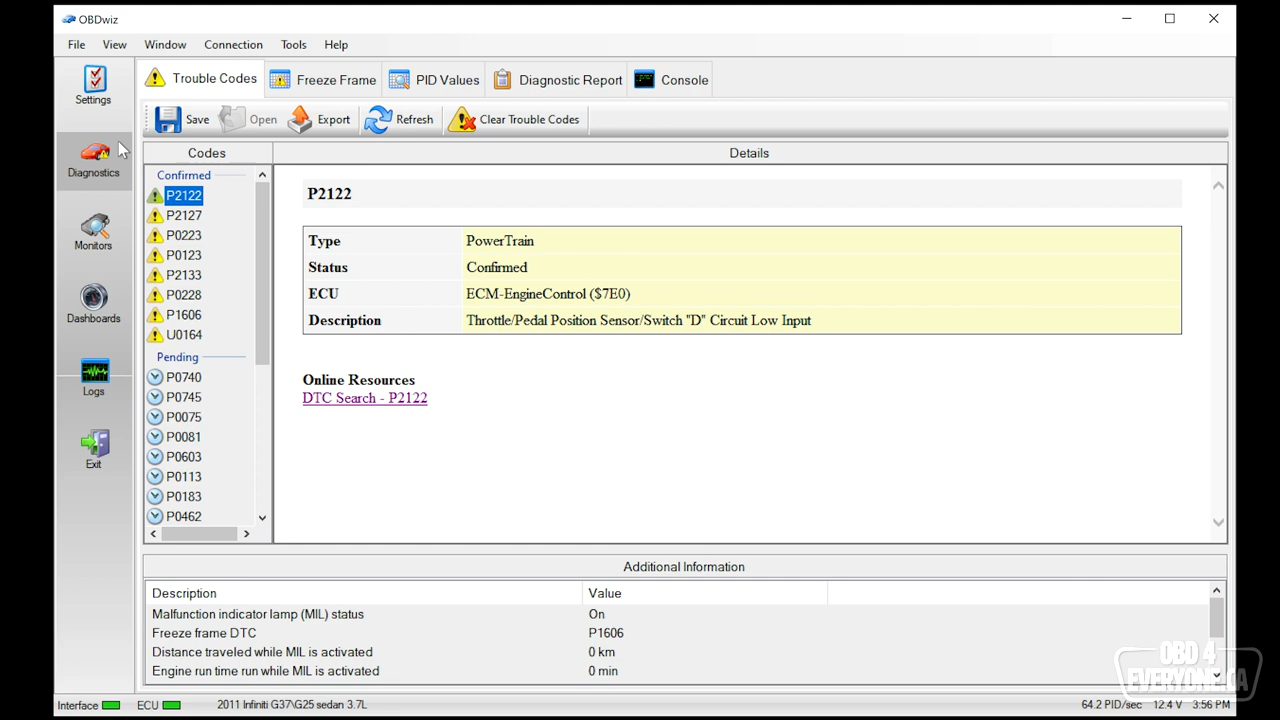 OBDwiz
File View Window Connection Tools Help
Settings
Diagnostics
Monitors
Dashboards
Logs
Exit
Trouble Codes Freeze Frame PID Values Diagnostic Report Console
Save Open Export Refresh Clear Trouble Codes
Codes
Confirmed
P2122
P2127
P0223
P0123
P2133
P0228
P1606
U0164
Pending
P0740
P0745
P0075
P0081
P0603
P0113
P0183
P0462
Details
P2122
Type PowerTrain
Status Confirmed
ECU ECM-EngineControl ($7E0)
Description Throttle/Pedal Position Sensor/Switch "D" Circuit Low Input
Online Resources
DTC Search - P2122
Additional Information
Description Value
Malfunction indicator lamp (MIL) status On
Freeze frame DTC P1606
Distance traveled while MIL is activated 0 km
Engine run time run while MIL is activated 0 min
OBD 4
EVERYONE.CA
Interface ECU 2011 Infiniti G37\G25 sedan 3.7L 64.2 PID/sec 12.4 V 3:56 PM